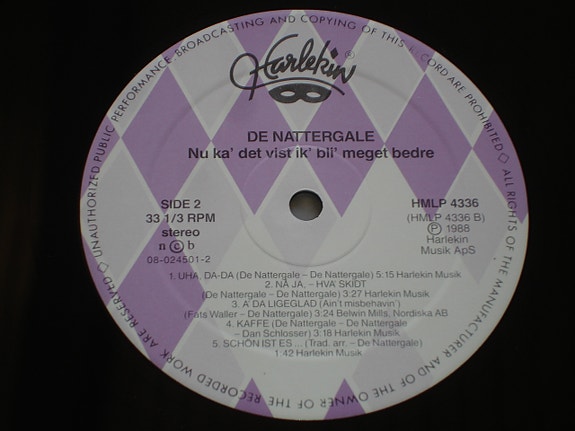 UNAUTHORIZED PUBLIC PERFORMANCE, BROADCASTING AND COPYING OF THIS RECORD ARE PROHIBITED ◇ ALL RIGHTS OF THE MANUFACTURER AND OF THE OWNER OF THE RECORDED WORK ARE RESERVED ◇
Harlekin ®
DE NATTERGALE
Nu ka' det vist ik' bli' meget bedre
SIDE 2
33 1/3 RPM
stereo
n©b
08-024501-2
HMLP 4336
(HMLP 4336 B)
Ⓟ 1988
Harlekin
Musik ApS
1. UHA, DA-DA (De Nattergale – De Nattergale) 5:15 Harlekin Musik
2. NÅ JA, – HVA' SKIDT
(De Nattergale – De Nattergale) 3:27 Harlekin Musik
3. A' DA LIGEGLAD (Ain't misbehavin')
(Fats Waller – De Nattergale) 3:24 Belwin Mills, Nordiska AB
4. KAFFE (De Nattergale – De Nattergale
– Dan Schlosser) 3:18 Harlekin Musik
5. SCHÖN IST ES ... (Trad. arr. – De Nattergale)
1:42 Harlekin Musik